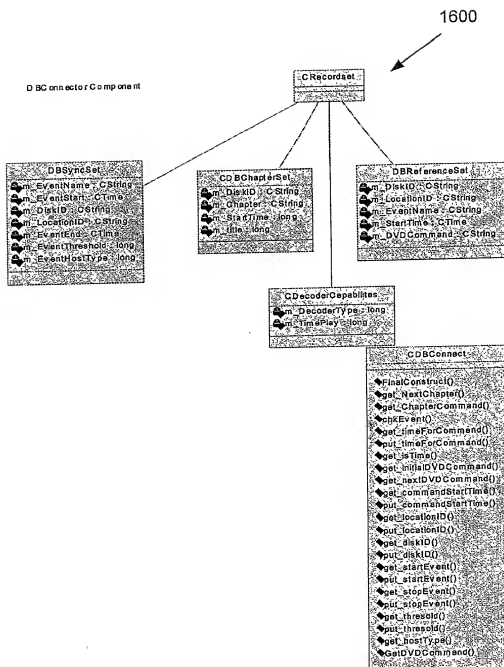 1600
DBConnector Component
CRecordset
DBSyncSet
m_EventName : CString
m_EventStart : CTime
m_DiskID : CString
m_LocationID : CString
m_EventEnd : CTime
m_EventThreshold : long
m_EventHostType : long
CDBChapterSet
m_DiskID : CString
m_Chapter : CString
m_StartTime : long
m_title : long
DBReferenceSet
m_DiskID : CString
m_LocationID : CString
m_EventName : CString
m_StartTime : CTime
m_DVDCommand : CString
CDecoderCapabilites
m_DecoderType : long
m_TimePlay : long
CDBConnect
FinalConstruct()
get_NextChapter()
get_ChapterCommand()
chkEvent()
get_timeForCommand()
put_timeForCommand()
get_isTime()
get_initialDVDCommand()
get_nextDVDCommand()
get_commandStartTime()
put_commandStartTime()
get_locationID()
put_locationID()
get_diskID()
put_diskID()
get_startEvent()
put_startEvent()
get_stopEvent()
put_stopEvent()
get_thresold()
put_thresold()
get_hostType()
GetDVDCommand()